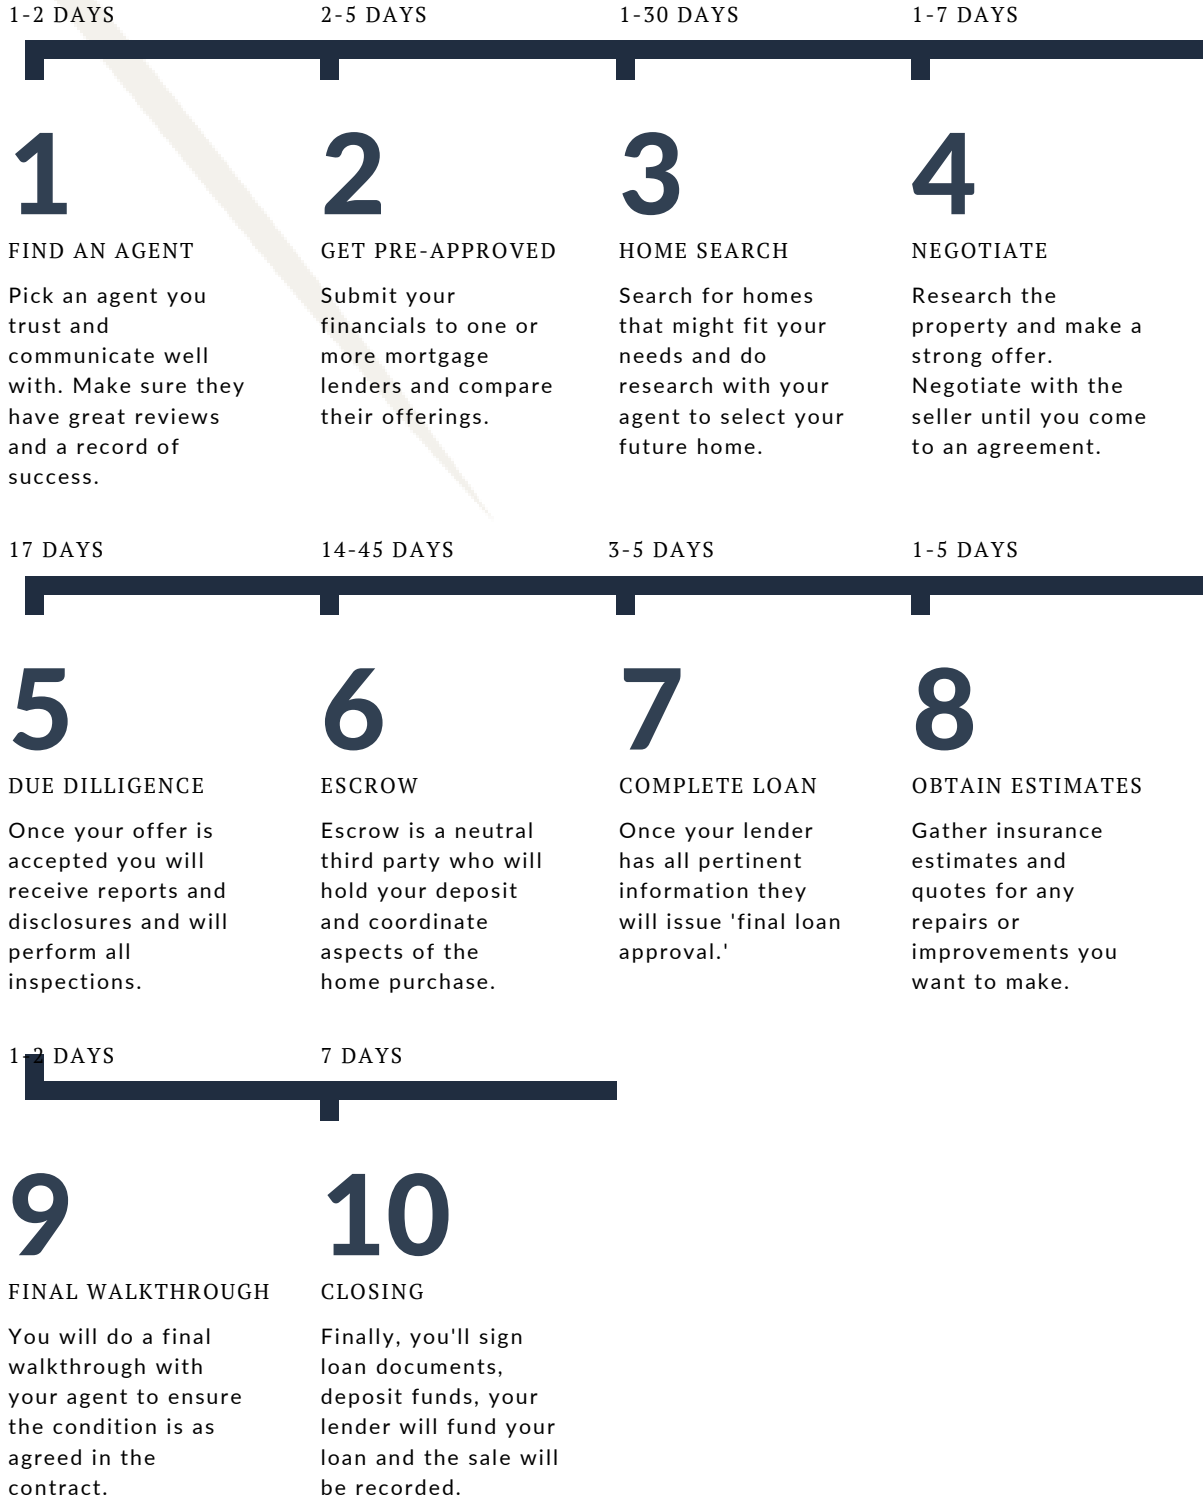 1-2 DAYS
2-5 DAYS
1-30 DAYS
1-7 DAYS
1
FIND AN AGENT
Pick an agent you
trust and
communicate well
with. Make sure they
have great reviews
and a record of
success.
2
GET PRE-APPROVED
Submit your
financials to one or
more mortgage
lenders and compare
their offerings.
3
HOME SEARCH
Search for homes
that might fit your
needs and do
research with your
agent to select your
future home.
4
NEGOTIATE
Research the
property and make a
strong offer.
Negotiate with the
seller until you come
to an agreement.
17 DAYS
14-45 DAYS
3-5 DAYS
1-5 DAYS
5
DUE DILLIGENCE
Once your offer is
accepted you will
receive reports and
disclosures and will
perform all
inspections.
6
ESCROW
Escrow is a neutral
third party who will
hold your deposit
and coordinate
aspects of the
home purchase.
7
COMPLETE LOAN
Once your lender
has all pertinent
information they
will issue 'final loan
approval.'
8
OBTAIN ESTIMATES
Gather insurance
estimates and
quotes for any
repairs or
improvements you
want to make.
1-2 DAYS
7 DAYS
9
FINAL WALKTHROUGH
You will do a final
walkthrough with
your agent to ensure
the condition is as
agreed in the
contract.
10
CLOSING
Finally, you'll sign
loan documents,
deposit funds, your
lender will fund your
loan and the sale will
be recorded.